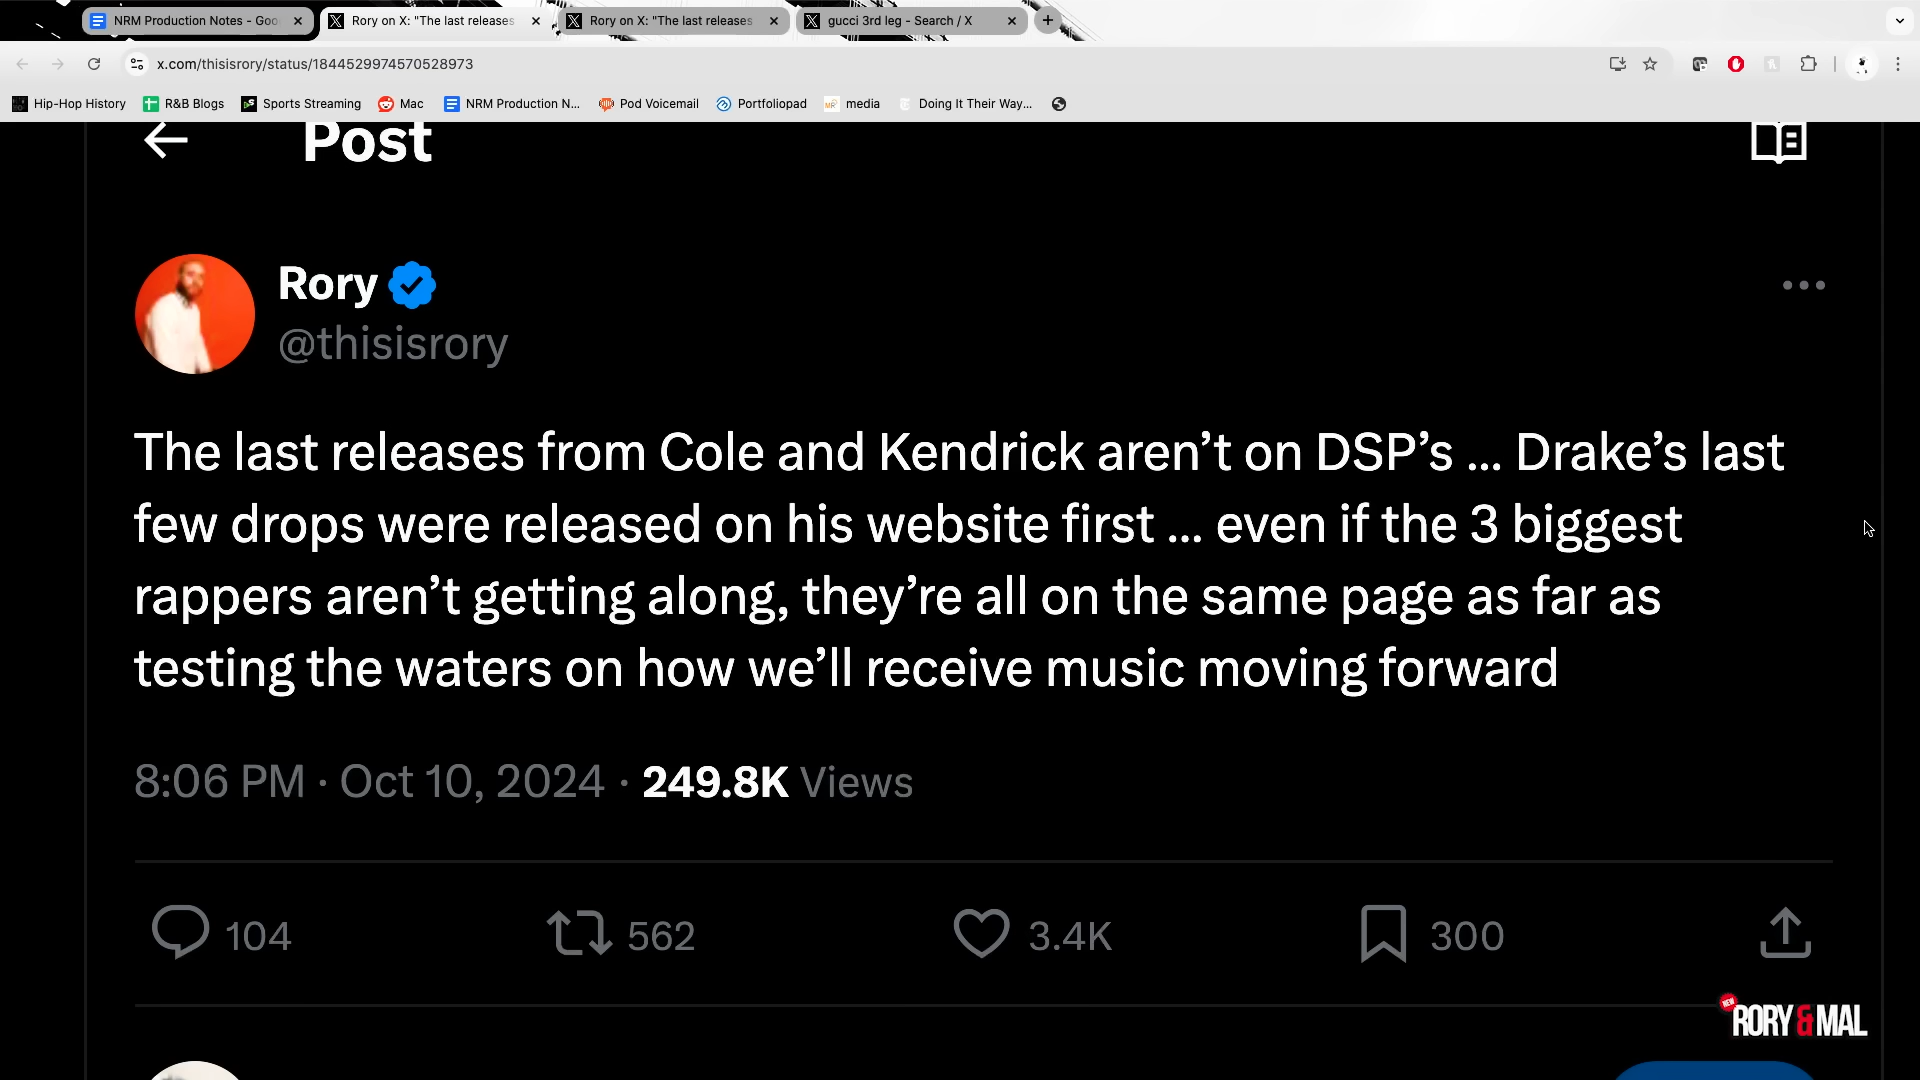 NRM Production Notes - Goo
Rory on X: "The last releases
Rory on X: "The last releases
gucci 3rd leg - Search / X
x.com/thisisrory/status/1844529974570528973
Hip-Hop History
R&B Blogs
Sports Streaming
Mac
NRM Production N...
Pod Voicemail
Portfoliopad
media
Doing It Their Way...
Post
Rory
@thisisrory
The last releases from Cole and Kendrick aren’t on DSP’s ... Drake’s last
few drops were released on his website first ... even if the 3 biggest
rappers aren’t getting along, they’re all on the same page as far as
testing the waters on how we’ll receive music moving forward
8:06 PM · Oct 10, 2024 · 249.8K Views
104
562
3.4K
300
NEW
RORY & MAL